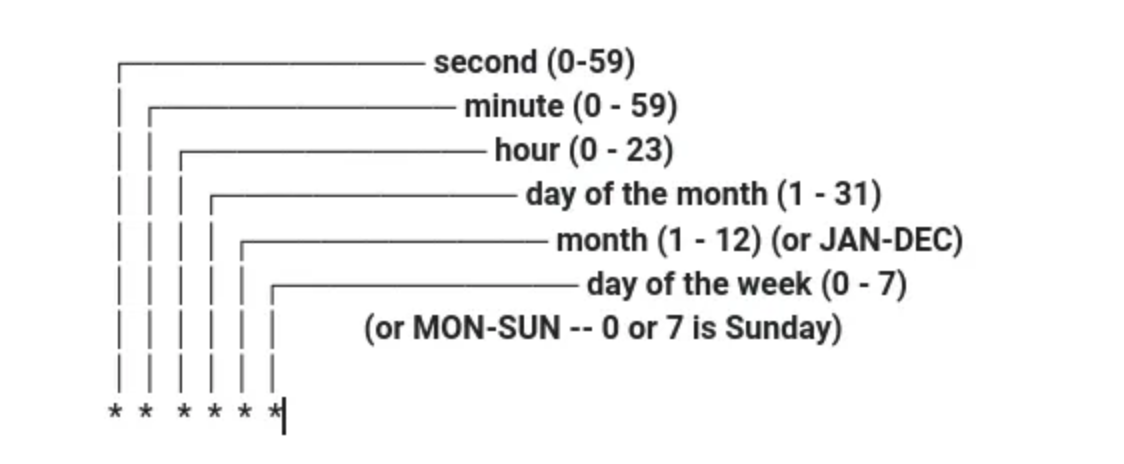 second (0-59)
minute (0 - 59)
hour (0 - 23)
day of the month (1 - 31)
month (1 - 12) (or JAN-DEC)
day of the week (0 - 7)
(or MON-SUN -- 0 or 7 is Sunday)
* * * * * *